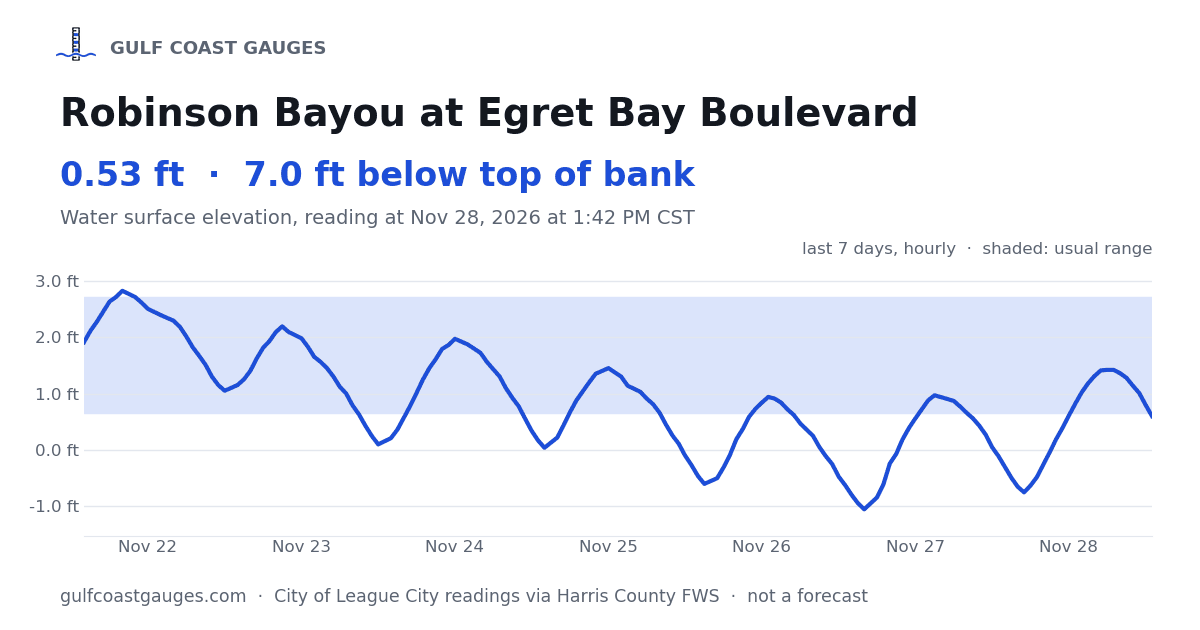 GULF COAST GAUGES
Robinson Bayou at Egret Bay Boulevard
0.53 ft · 7.0 ft below top of bank
Water surface elevation, reading at Nov 28, 2026 at 1:42 PM CST
last 7 days, hourly · shaded: usual range
3.0 ft
2.0 ft
1.0 ft
0.0 ft
-1.0 ft
Nov 22 Nov 23 Nov 24 Nov 25 Nov 26 Nov 27 Nov 28
gulfcoastgauges.com · City of League City readings via Harris County FWS · not a forecast